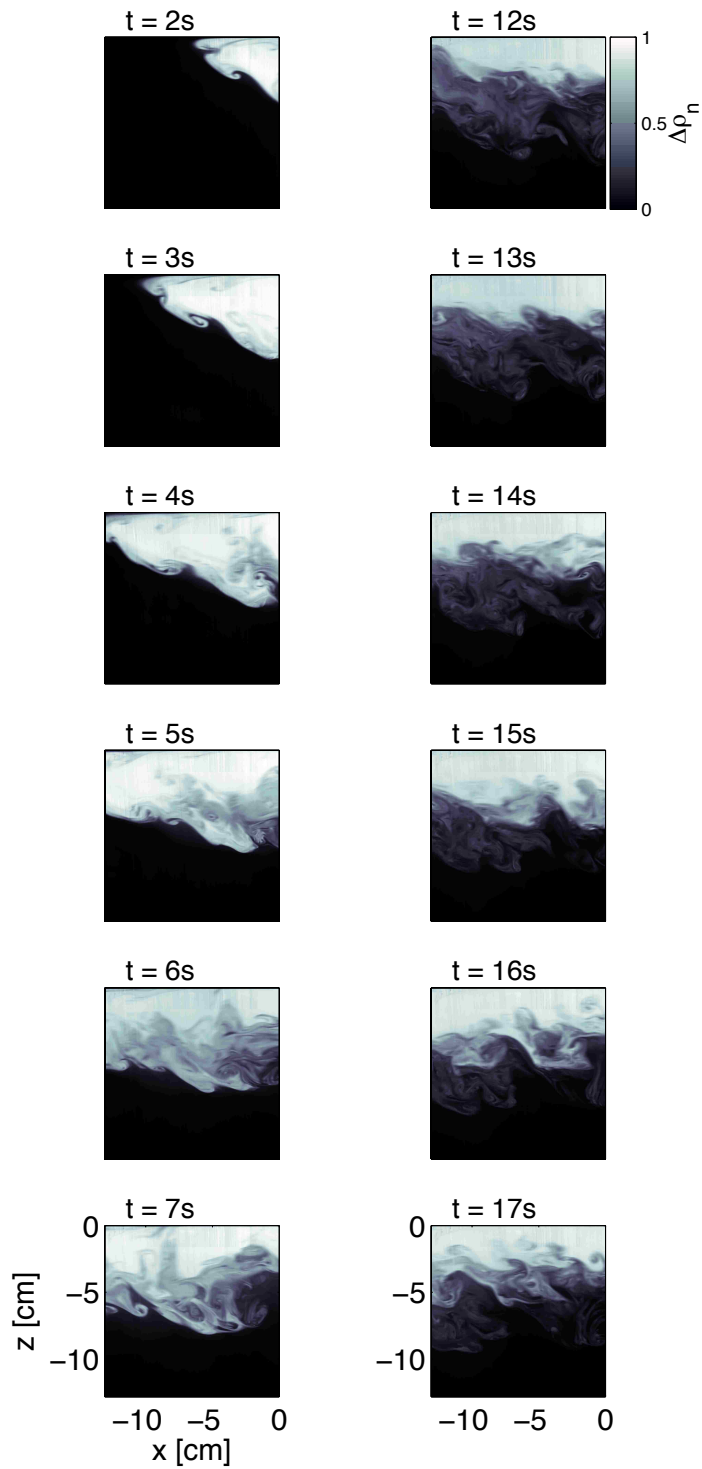 t = 2s
t = 12s
1
0.5
0
Δρn
t = 3s
t = 13s
t = 4s
t = 14s
t = 5s
t = 15s
t = 6s
t = 16s
t = 7s
t = 17s
0
−5
−10
z [cm]
0
−5
−10
−10 −5 0
x [cm]
−10 −5 0
x [cm]